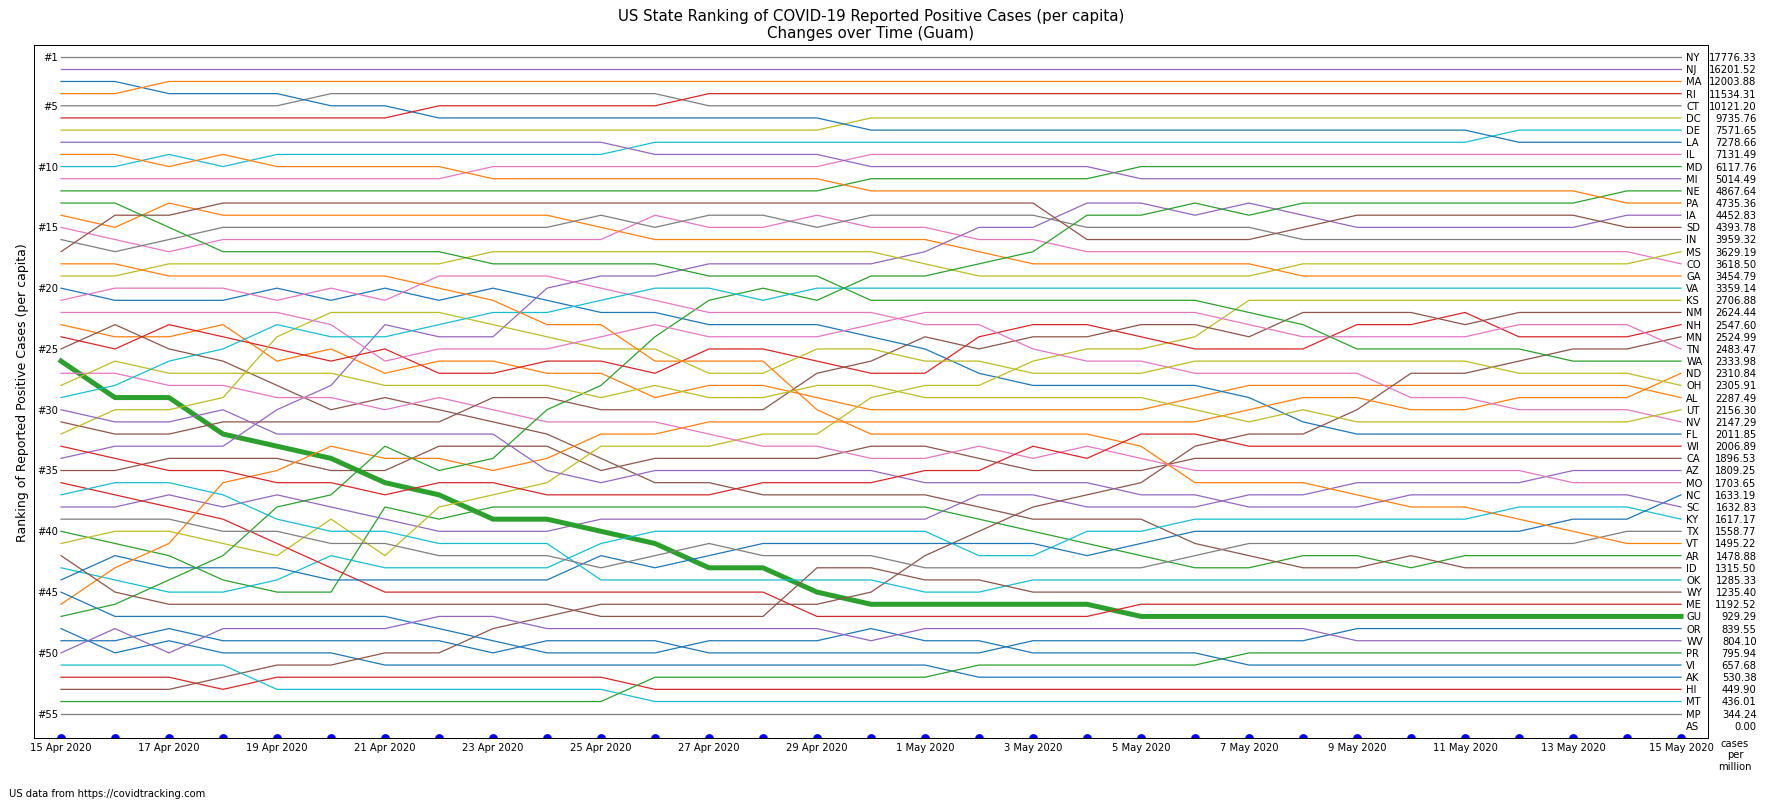 US State Ranking of COVID-19 Reported Positive Cases (per capita)
Changes over Time (Guam)
Ranking of Reported Positive Cases (per capita)
#1
#5
#10
#15
#20
#25
#30
#35
#40
#45
#50
#55
NY 17776.33
NJ 16201.52
MA 12003.88
RI 11534.31
CT 10121.20
DC 9735.76
DE 7571.65
LA 7278.66
IL 7131.49
MD 6117.76
MI 5014.49
NE 4867.64
PA 4735.36
IA 4452.83
SD 4393.78
IN 3959.32
MS 3629.19
CO 3618.50
GA 3454.79
VA 3359.14
KS 2706.88
NM 2624.44
NH 2547.60
MN 2524.99
TN 2483.47
WA 2333.98
ND 2310.84
OH 2305.91
AL 2287.49
UT 2156.30
NV 2147.29
FL 2011.85
WI 2006.89
CA 1896.53
AZ 1809.25
MO 1703.65
NC 1633.19
SC 1632.83
KY 1617.17
TX 1558.77
VT 1495.22
AR 1478.88
ID 1315.50
OK 1285.33
WY 1235.40
ME 1192.52
GU 929.29
OR 839.55
WV 804.10
PR 795.94
VI 657.68
AK 530.38
HI 449.90
MT 436.01
MP 344.24
AS 0.00
15 Apr 2020 17 Apr 2020 19 Apr 2020 21 Apr 2020 23 Apr 2020 25 Apr 2020 27 Apr 2020 29 Apr 2020 1 May 2020 3 May 2020 5 May 2020 7 May 2020 9 May 2020 11 May 2020 13 May 2020 15 May 2020
cases
per
million
US data from https://covidtracking.com